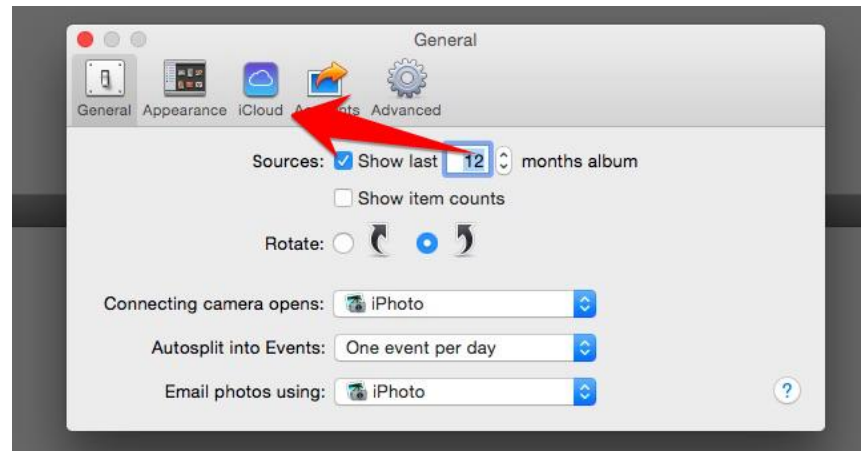 General
General Appearance iCloud Advanced
Sources: Show last 12 months album
Show item counts
Rotate:
Connecting camera opens: iPhoto
Autosplit into Events: One event per day
Email photos using: iPhoto
?